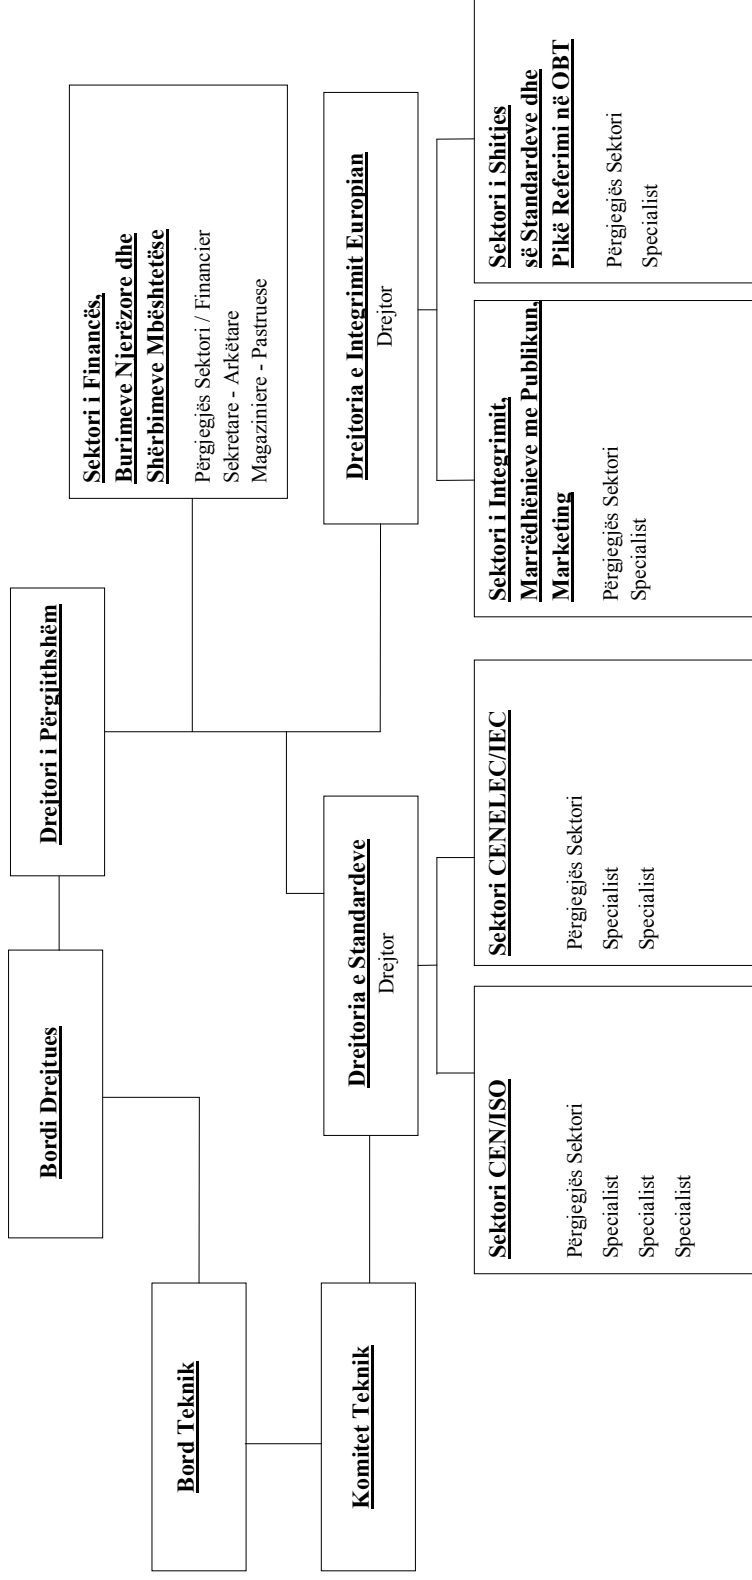 Bordi Drejtues
Drejtori i Përgjithshëm
Bord Teknik
Sektori i Financës,
Burimeve Njerëzore dhe
Shërbimeve Mbështetëse
Përgjegjës Sektori / Financier
Sekretare - Arkëtare
Magaziniere - Pastruese
Komitet Teknik
Drejtoria e Standardeve
Drejtor
Drejtoria e Integrimit Europian
Drejtor
Sektori CEN/ISO
Përgjegjës Sektori
Specialist
Specialist
Specialist
Sektori CENELEC/IEC
Përgjegjës Sektori
Specialist
Specialist
Sektori i Integrimit,
Marrëdhënieve me Publikun,
Marketing
Përgjegjës Sektori
Specialist
Sektori i Shitjes
së Standardeve dhe
Pikë Referimi në OBT
Përgjegjës Sektori
Specialist